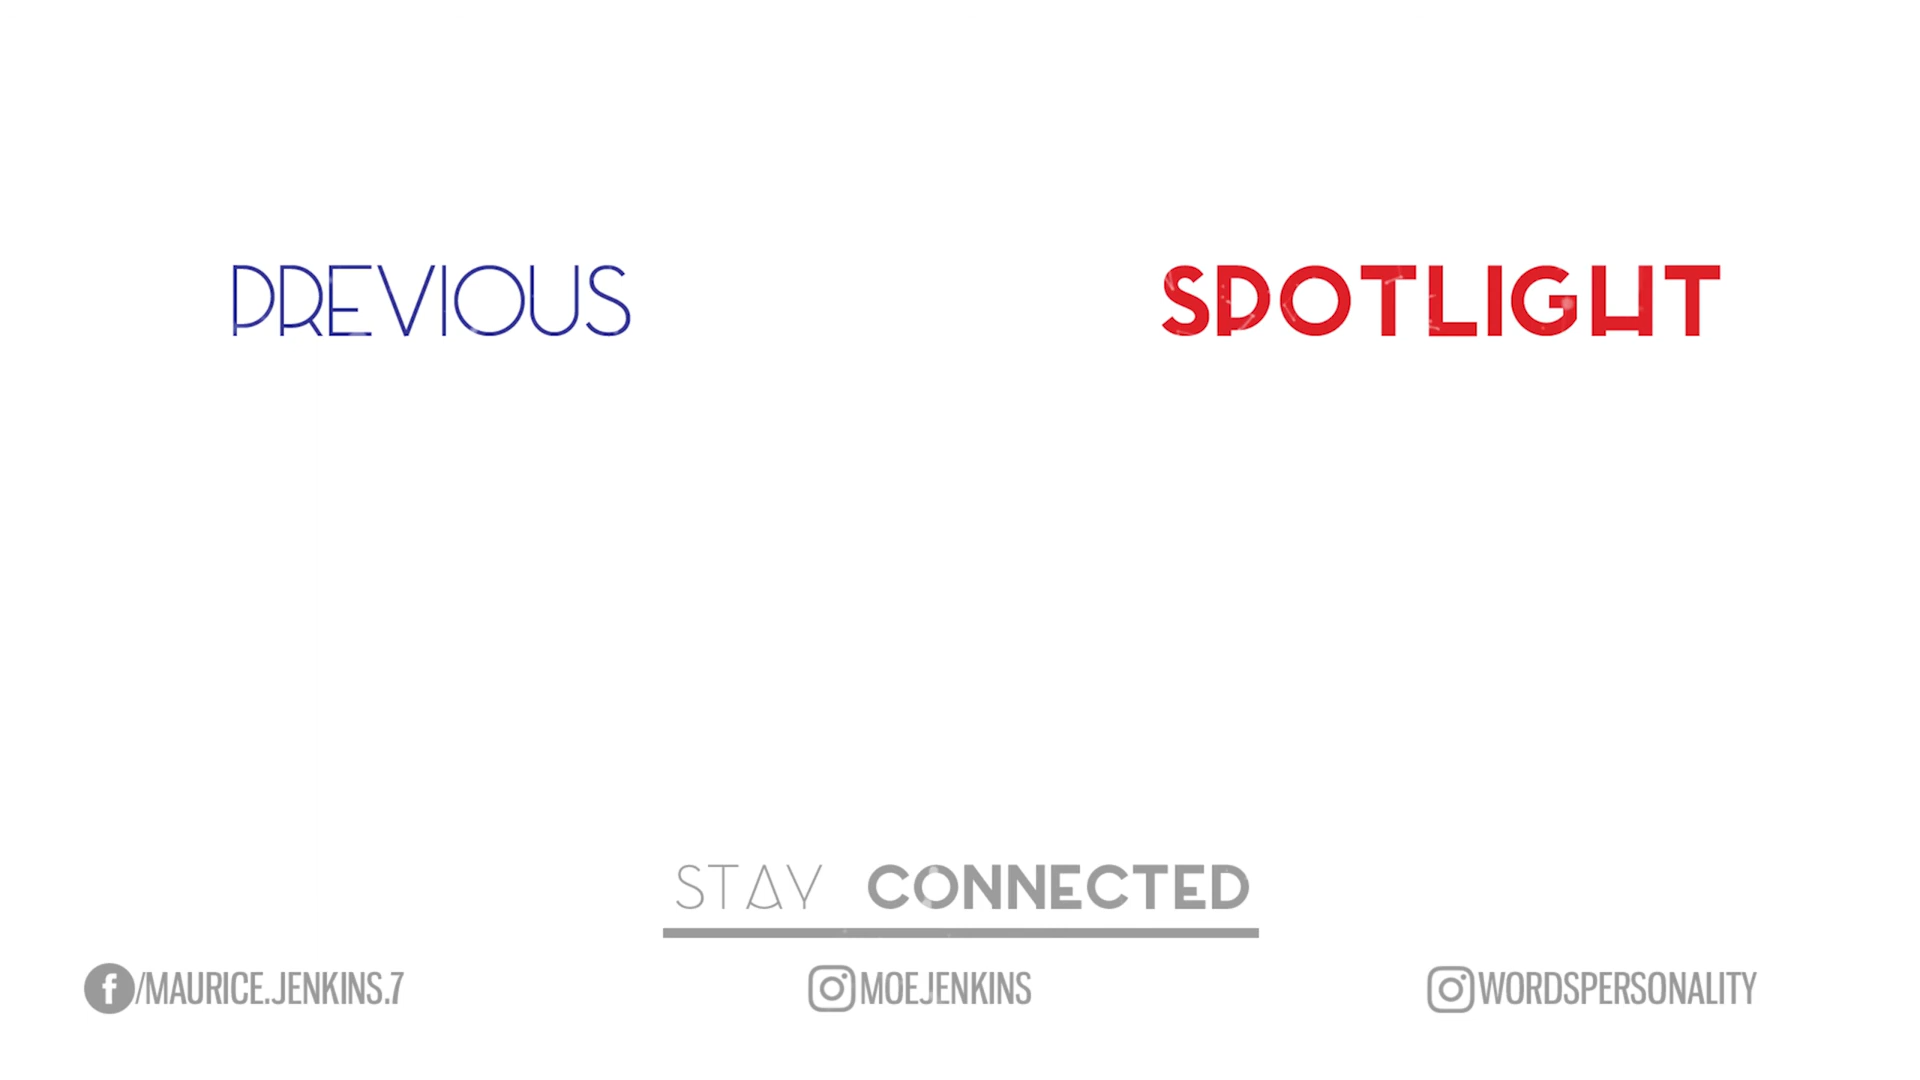 PREVIOUS
SPOTLIGHT
STAY CONNECTED
/MAURICE.JENKINS.7
MOEJENKINS
WORDSPERSONALITY